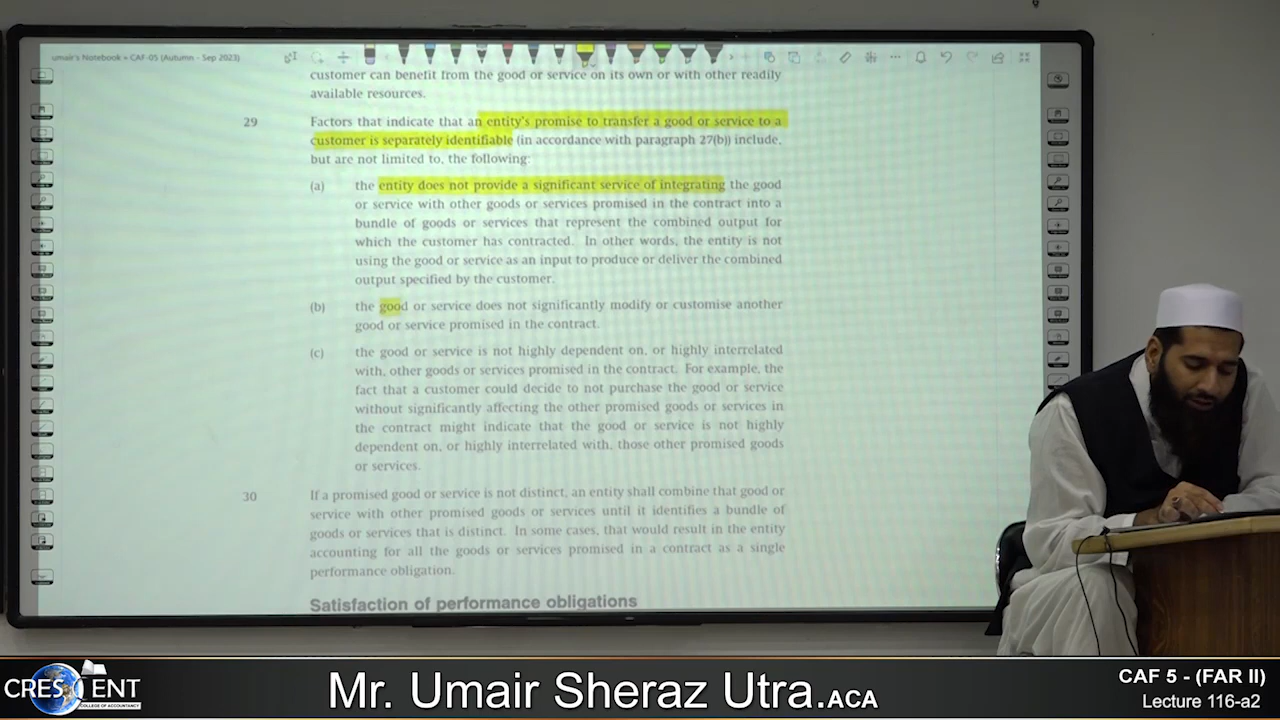 umair's Notebook » CAF-05 (Autumn - Sep 2023)
customer can benefit from the good or service on its own or with other readily
available resources.
29 Factors that indicate that an entity's promise to transfer a good or service to a
customer is separately identifiable (in accordance with paragraph 27(b)) include,
but are not limited to, the following:
(a) the entity does not provide a significant service of integrating the good
or service with other goods or services promised in the contract into a
bundle of goods or services that represent the combined output for
which the customer has contracted. In other words, the entity is not
using the good or service as an input to produce or deliver the combined
output specified by the customer.
(b) the good or service does not significantly modify or customise another
good or service promised in the contract.
(c) the good or service is not highly dependent on, or highly interrelated
with, other goods or services promised in the contract. For example, the
fact that a customer could decide to not purchase the good or service
without significantly affecting the other promised goods or services in
the contract might indicate that the good or service is not highly
dependent on, or highly interrelated with, those other promised goods
or services.
30 If a promised good or service is not distinct, an entity shall combine that good or
service with other promised goods or services until it identifies a bundle of
goods or services that is distinct. In some cases, that would result in the entity
accounting for all the goods or services promised in a contract as a single
performance obligation.
Satisfaction of performance obligations
CRESCENT
COLLEGE OF ACCOUNTANCY
Mr. Umair Sheraz Utra.ACA
CAF 5 - (FAR II)
Lecture 116-a2